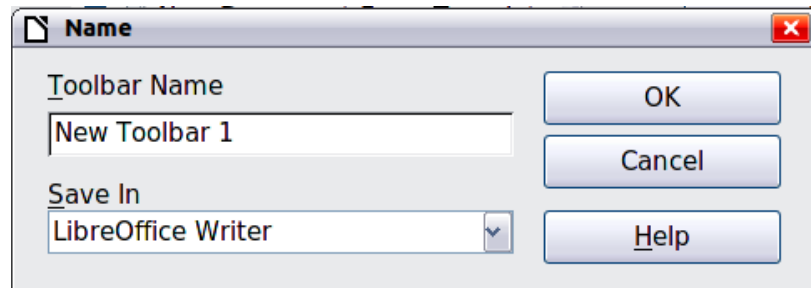 Name
Toolbar Name
OK
New Toolbar 1
Cancel
Save In
LibreOffice Writer
Help